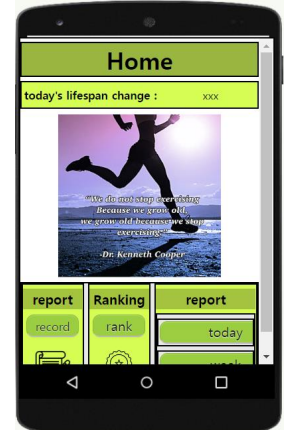 Home
today's lifespan change : xxx
"We do not stop exercising
Because we grow old,
we grow old because we stop
exercising."
-Dr. Kenneth Cooper-
report Ranking report
record rank today
week